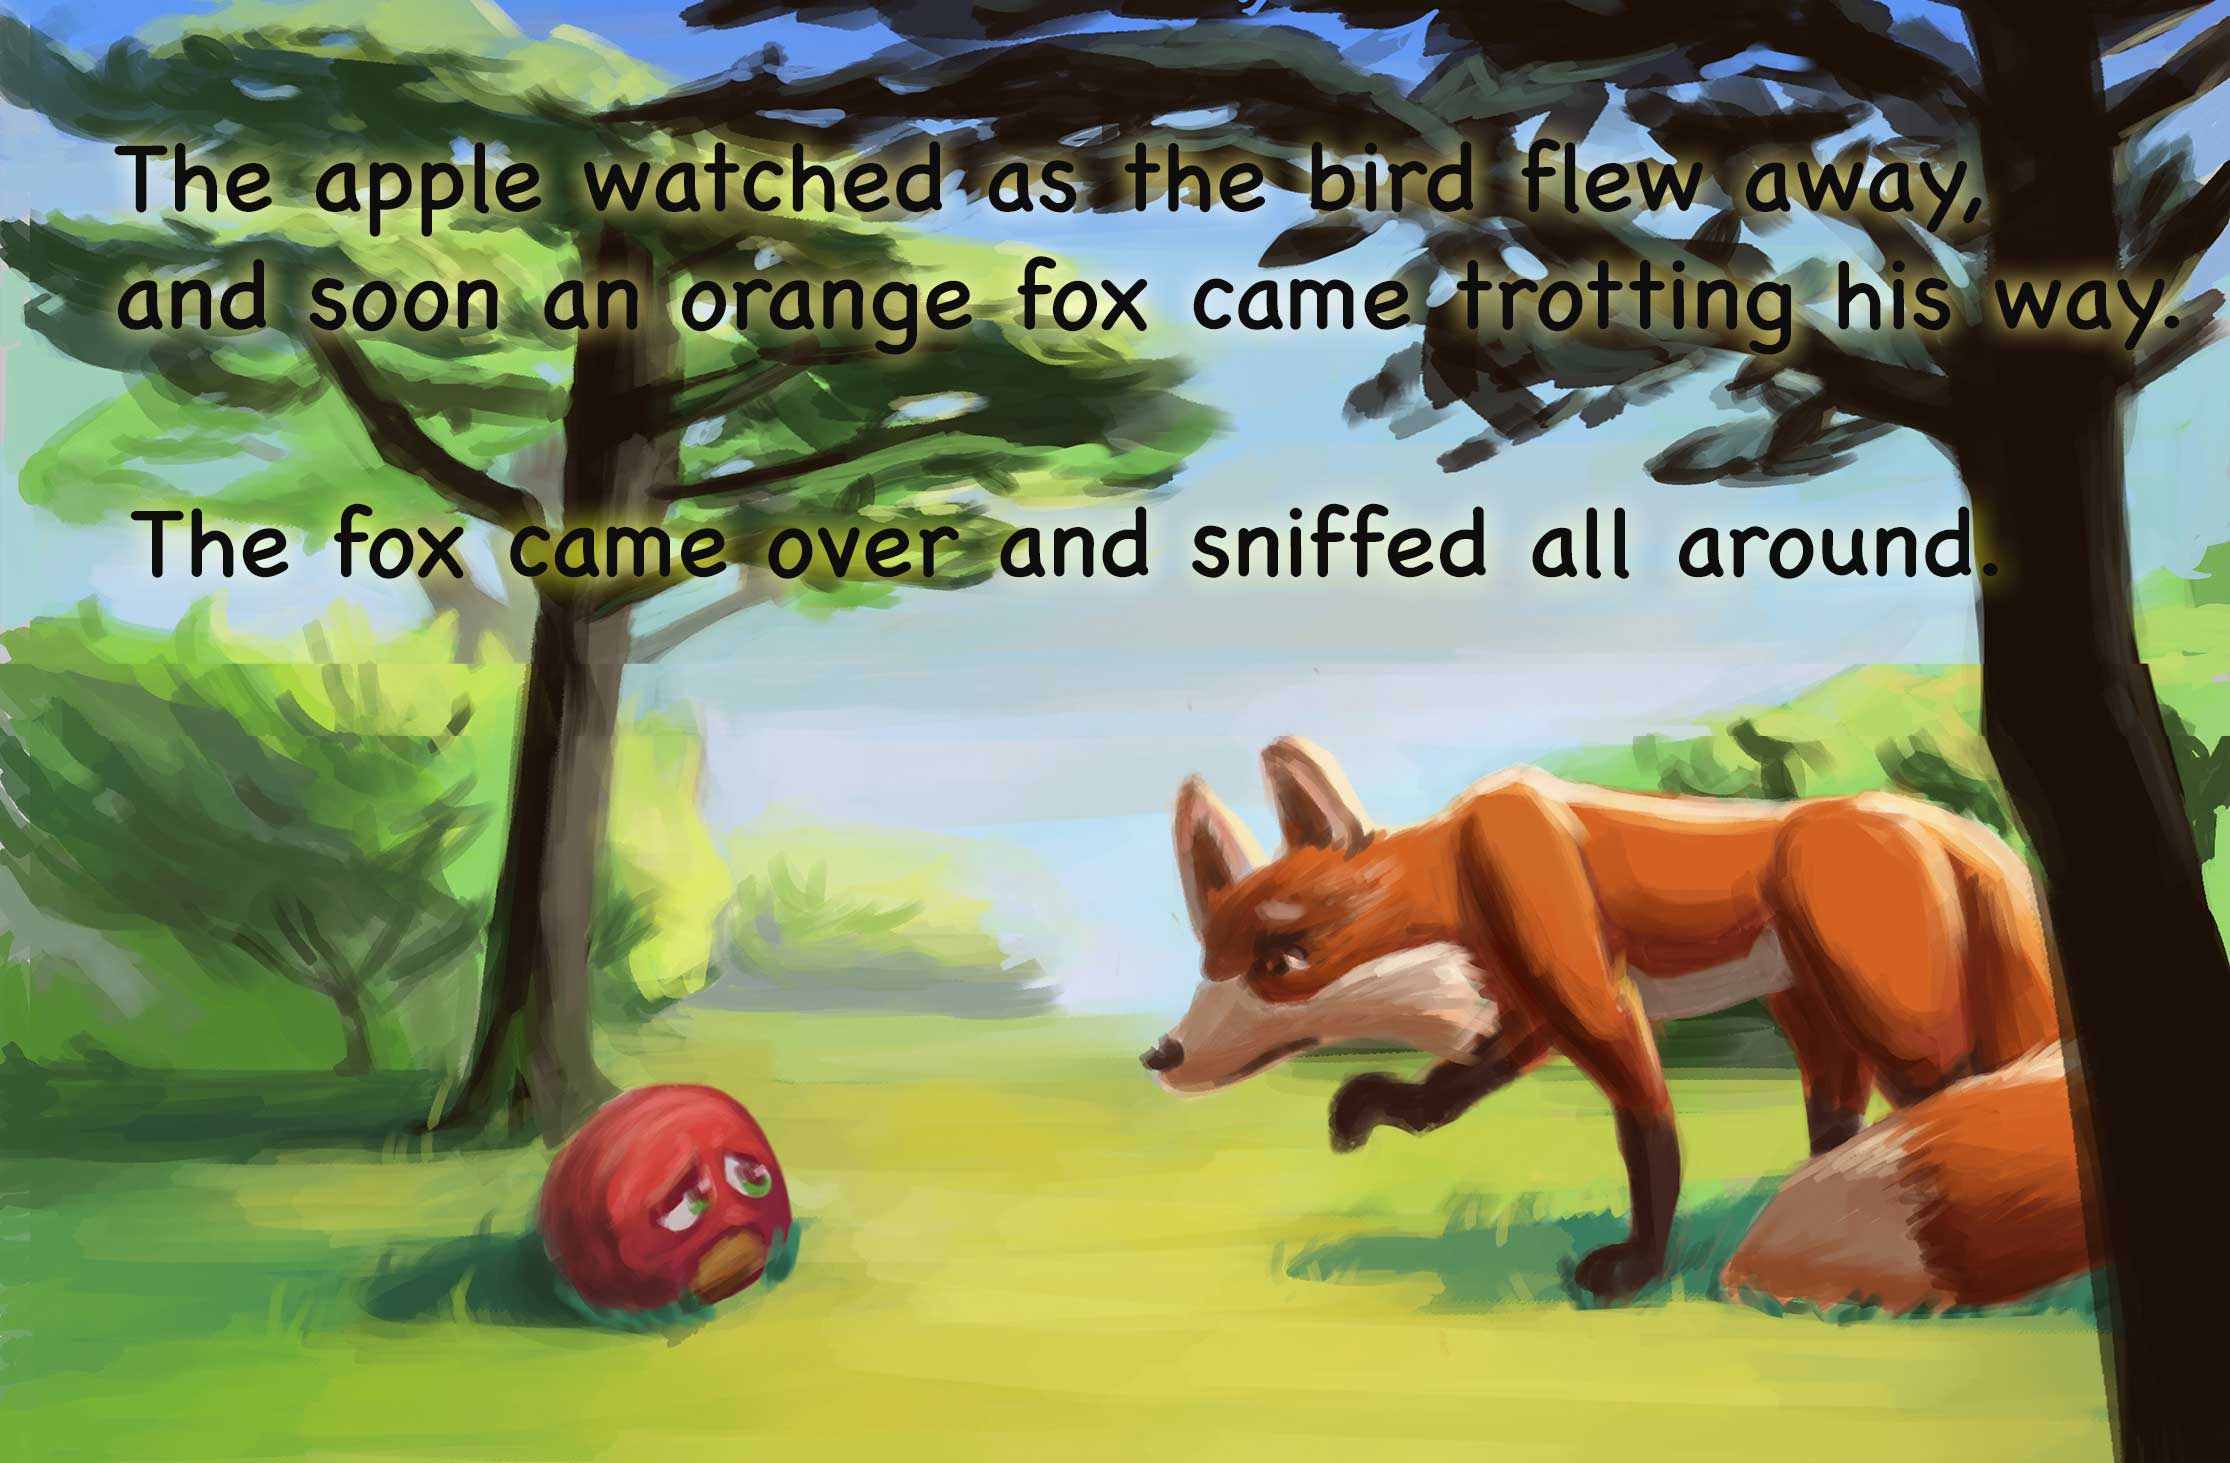 The apple watched as the bird flew away,
and soon an orange fox came trotting his way.
The fox came over and sniffed all around.